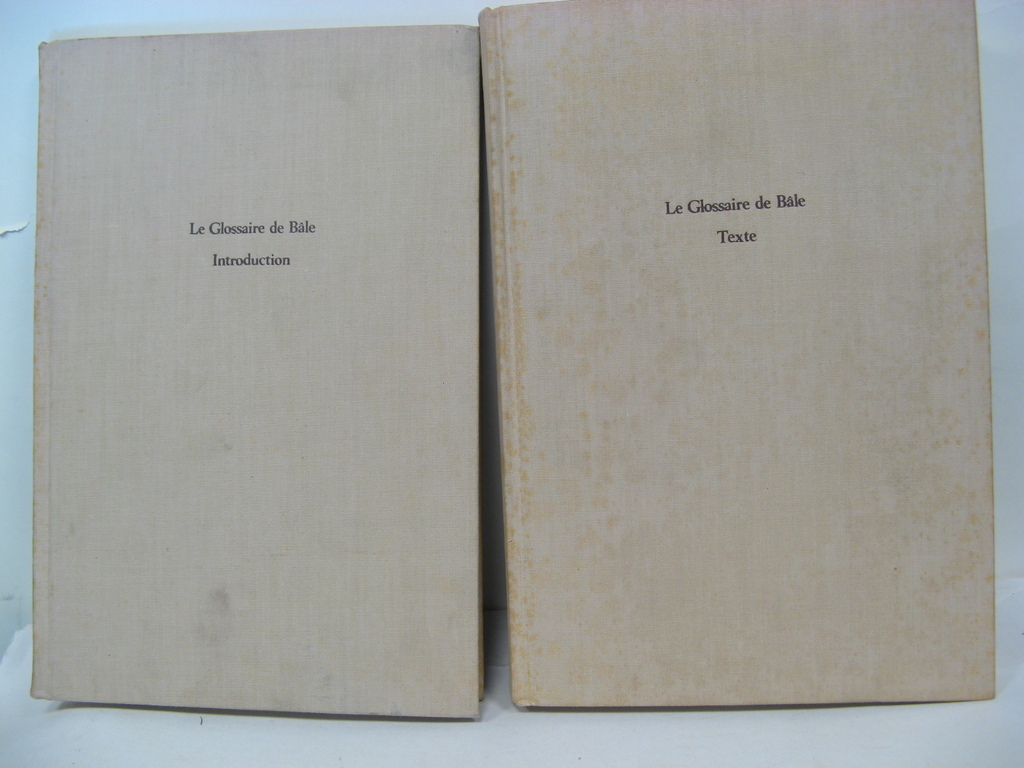 Le Glossaire de Bâle
Introduction
Le Glossaire de Bâle
Texte